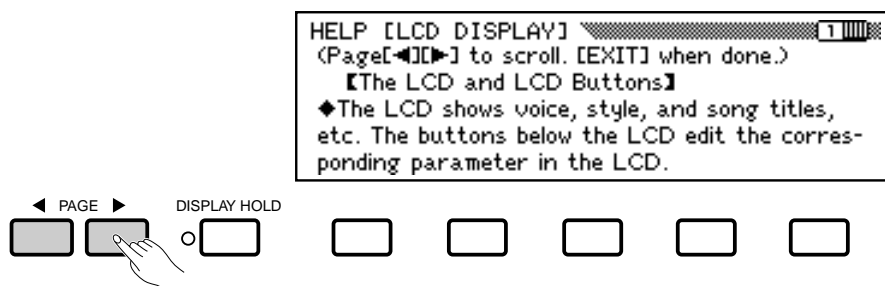 HELP [LCD DISPLAY] 1
(Page[◀][▶] to scroll. [EXIT] when done.)
【The LCD and LCD Buttons】
◆The LCD shows voice, style, and song titles,
etc. The buttons below the LCD edit the corres-
ponding parameter in the LCD.
◀ PAGE ▶ DISPLAY HOLD